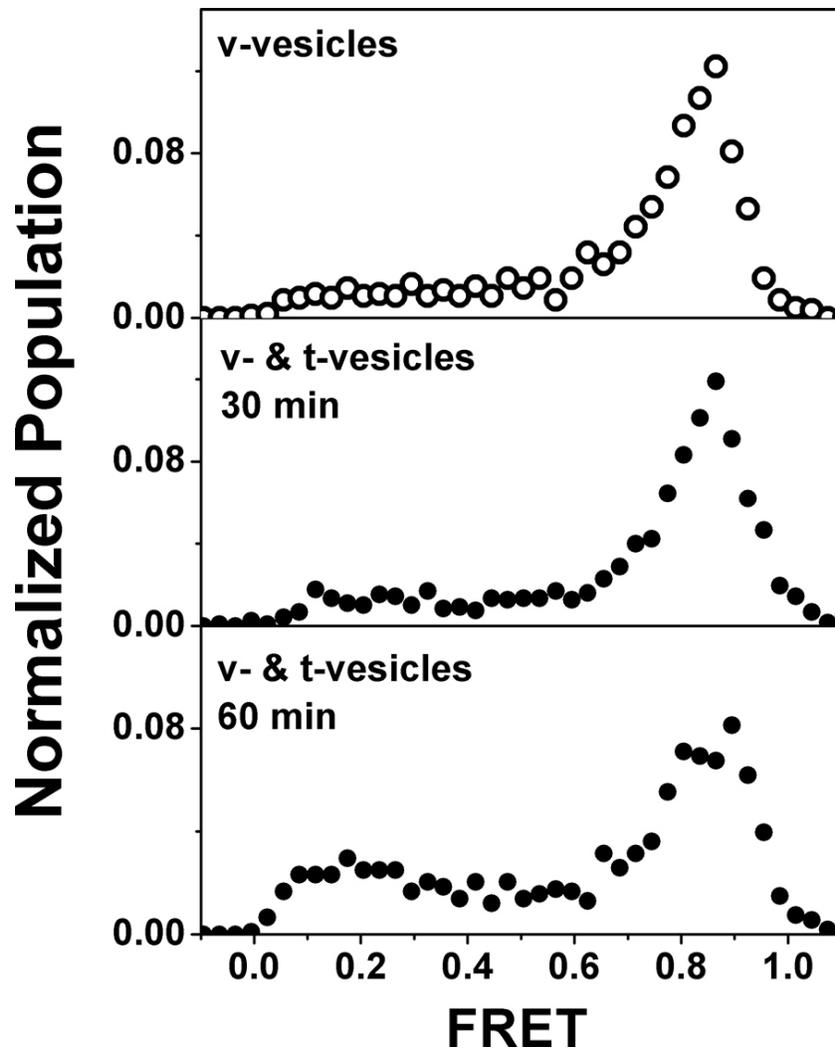 Normalized Population
v-vesicles
0.08
0.00
v- & t-vesicles
30 min
0.08
0.00
v- & t-vesicles
60 min
0.08
0.00
0.0 0.2 0.4 0.6 0.8 1.0
FRET